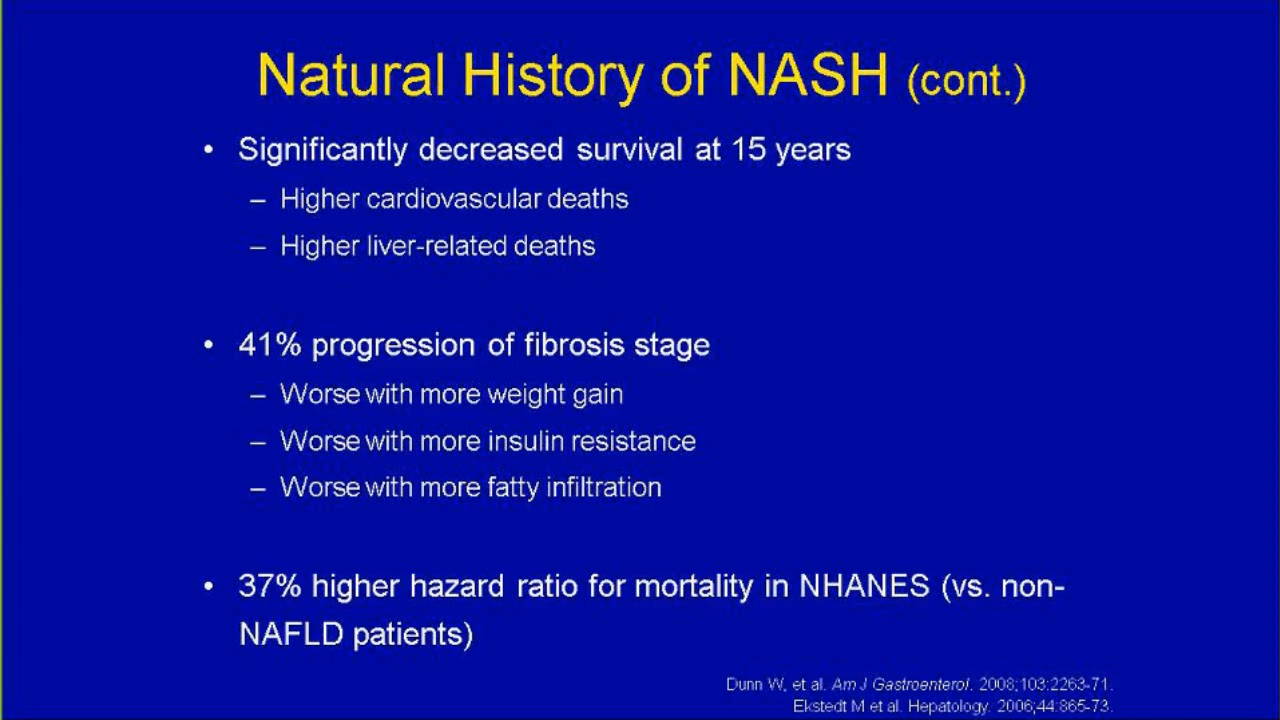 Natural History of NASH (cont.)
• Significantly decreased survival at 15 years
– Higher cardiovascular deaths
– Higher liver-related deaths
• 41% progression of fibrosis stage
– Worse with more weight gain
– Worse with more insulin resistance
– Worse with more fatty infiltration
• 37% higher hazard ratio for mortality in NHANES (vs. non-
NAFLD patients)
Dunn W, et al. Am J Gastroenterol. 2008;103:2263-71.
Ekstedt M et al. Hepatology. 2006;44:865-73.